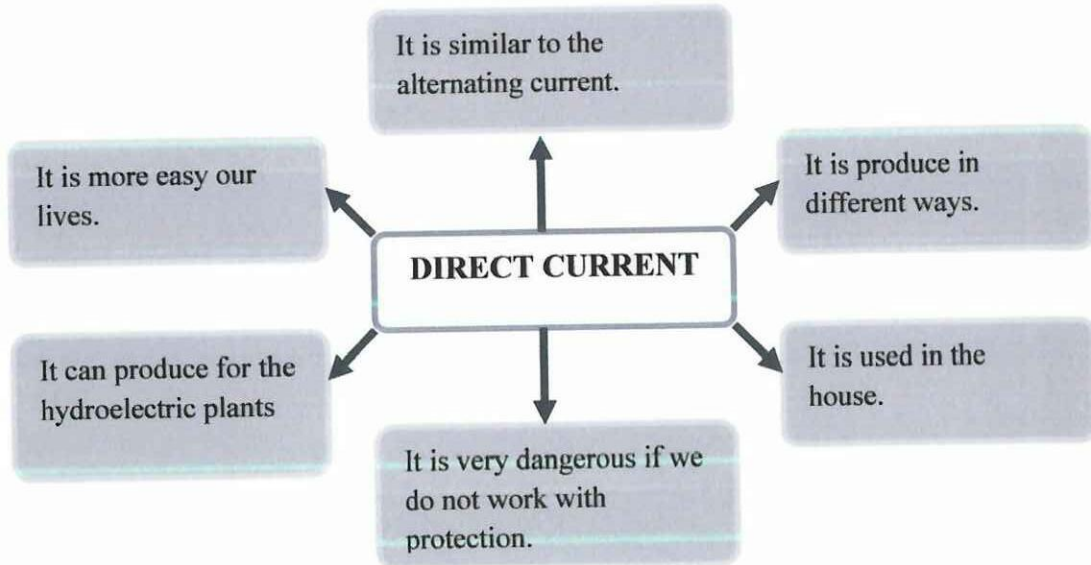 It is similar to the
alternating current.
It is more easy our
lives.
It is produce in
different ways.
DIRECT CURRENT
It can produce for the
hydroelectric plants
It is used in the
house.
It is very dangerous if we
do not work with
protection.